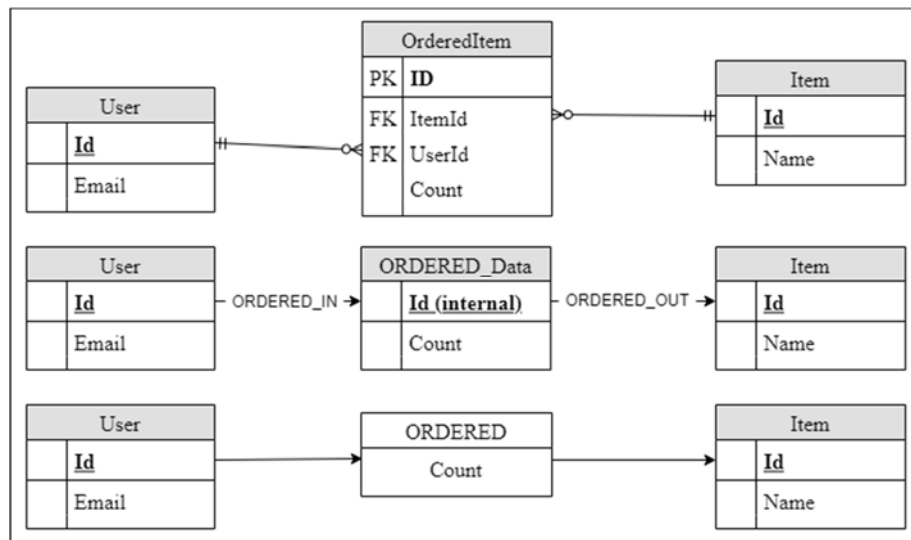 OrderedItem
PK ID
FK ItemId
FK UserId
Count
User
Id
Email
Item
Id
Name
User
Id
Email
ORDERED_IN
ORDERED_Data
Id (internal)
Count
ORDERED_OUT
Item
Id
Name
User
Id
Email
ORDERED
Count
Item
Id
Name